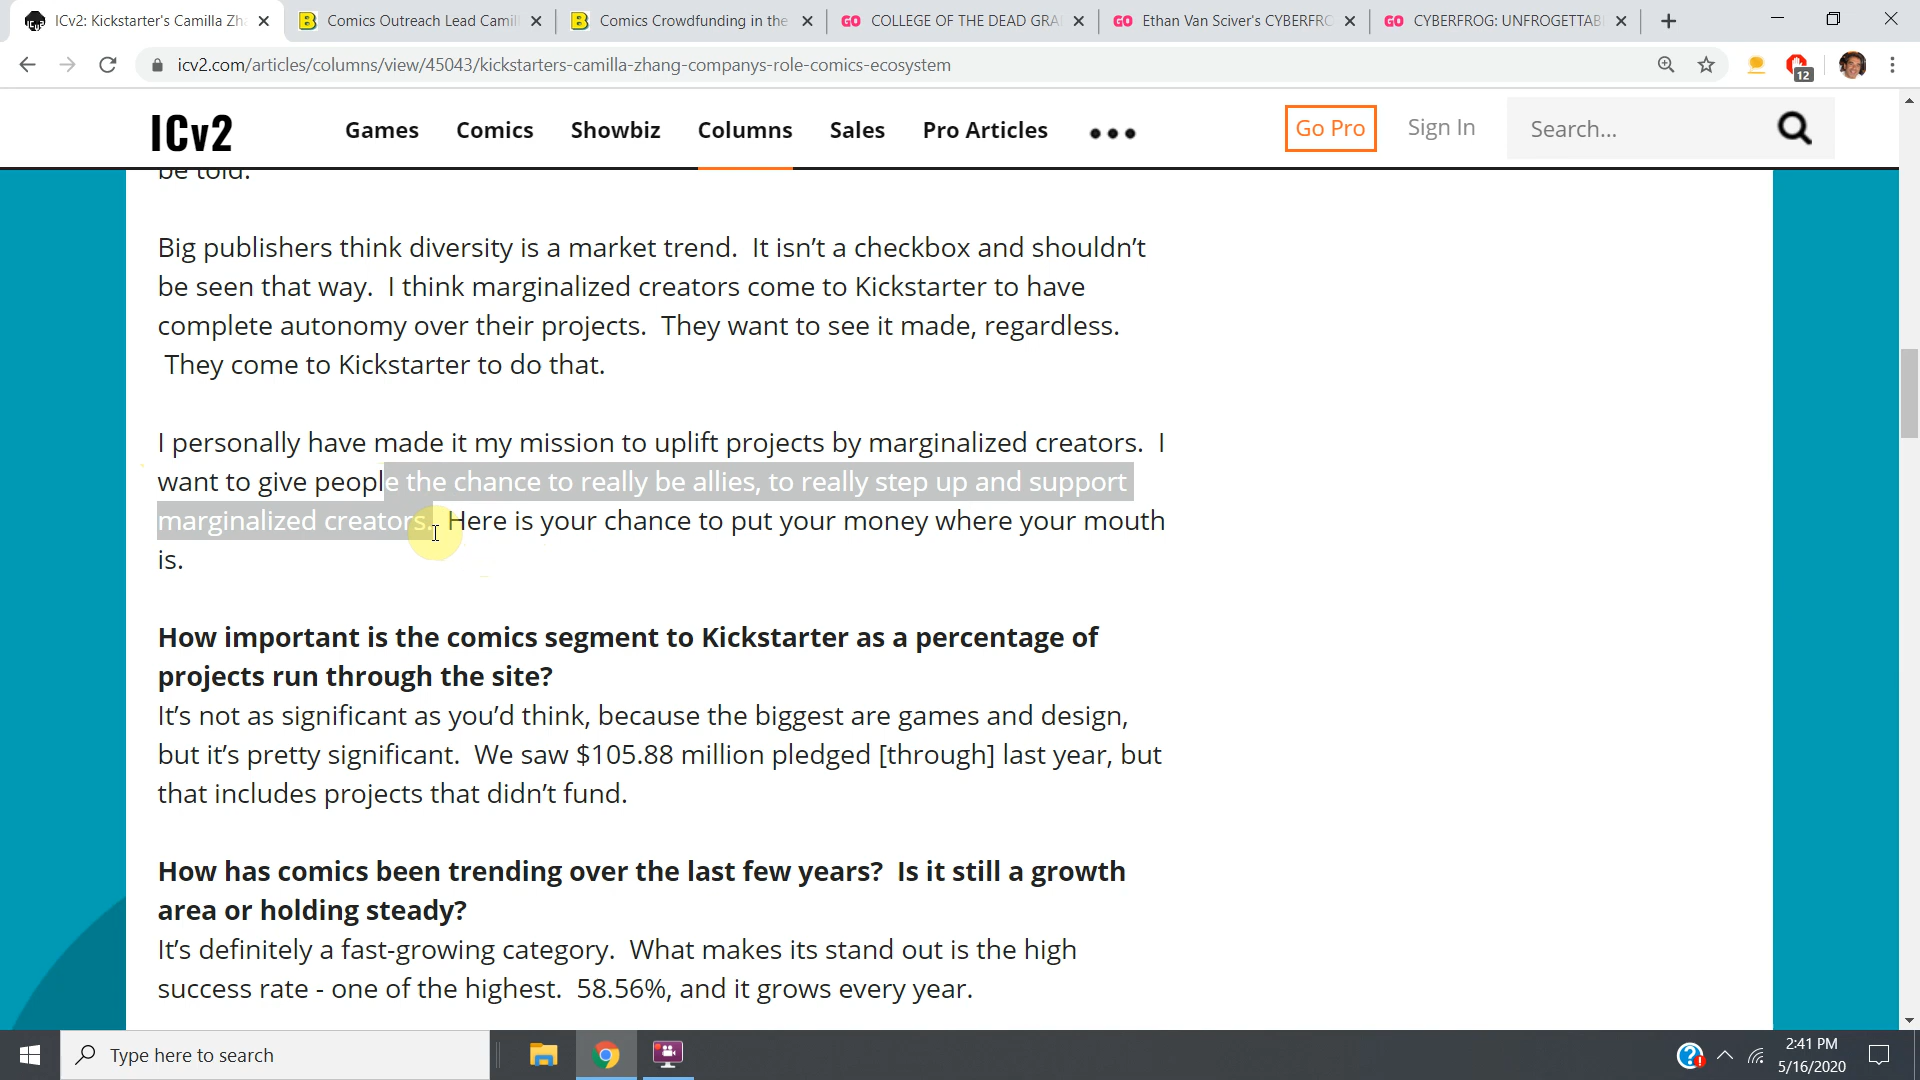 ICv2: Kickstarter's Camilla Zha
Comics Outreach Lead Camil
Comics Crowdfunding in the
GO COLLEGE OF THE DEAD GRA
GO Ethan Van Sciver's CYBERFRO
GO CYBERFROG: UNFROGETTAB
icv2.com/articles/columns/view/45043/kickstarters-camilla-zhang-companys-role-comics-ecosystem
12
ICv2
Games Comics Showbiz Columns Sales Pro Articles
Go Pro Sign In Search...
be told.
Big publishers think diversity is a market trend.  It isn’t a checkbox and shouldn’t
be seen that way.  I think marginalized creators come to Kickstarter to have
complete autonomy over their projects.  They want to see it made, regardless.
They come to Kickstarter to do that.
I personally have made it my mission to uplift projects by marginalized creators.  I
want to give people the chance to really be allies, to really step up and support
marginalized creators.  Here is your chance to put your money where your mouth
is.
How important is the comics segment to Kickstarter as a percentage of
projects run through the site?
It’s not as significant as you’d think, because the biggest are games and design,
but it’s pretty significant.  We saw $105.88 million pledged [through] last year, but
that includes projects that didn’t fund.
How has comics been trending over the last few years?  Is it still a growth
area or holding steady?
It’s definitely a fast-growing category.  What makes its stand out is the high
success rate - one of the highest.  58.56%, and it grows every year.
Type here to search
2:41 PM
5/16/2020